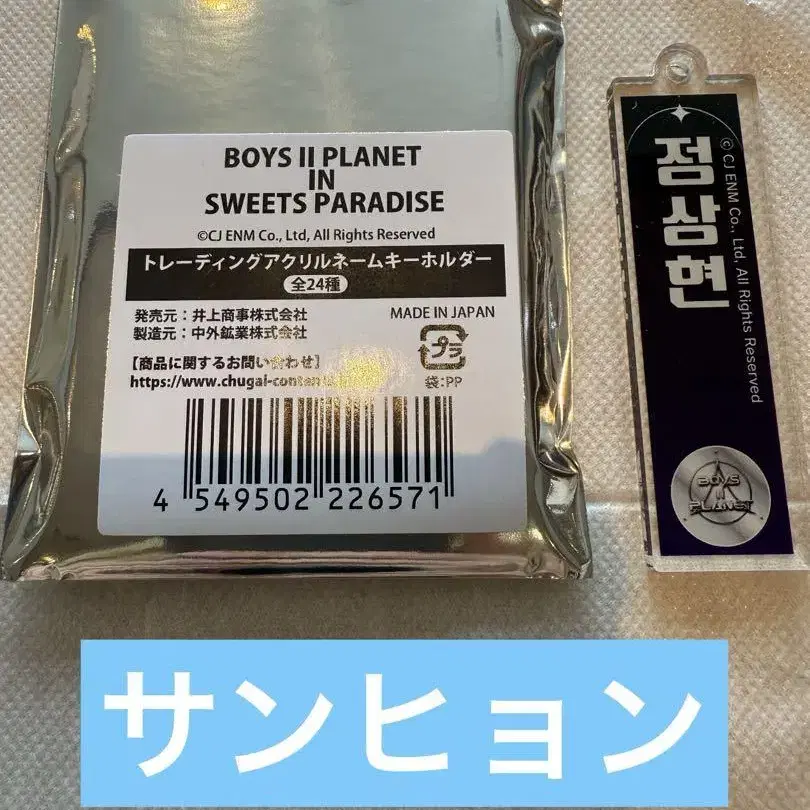 BOYS II PLANET
IN
SWEETS PARADISE
©CJ ENM Co., Ltd, All Rights Reserved
トレーディングアクリルネームキーホルダー
全24種
発売元：井上商事株式会社
製造元：中外鉱業株式会社
MADE IN JAPAN
プラ
袋:PP
【商品に関するお問い合わせ】
https://www.chugai-contents.
4 549502 226571
정상현
© CJ ENM Co., Ltd, All Rights Reserved
BOYS
II
PLANET
サンヒョン